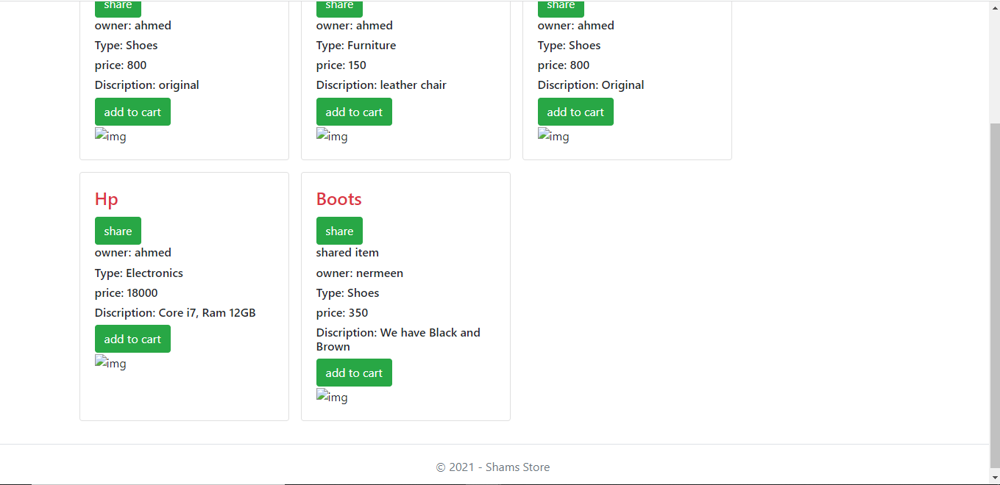 share
owner: ahmed
Type: Shoes
price: 800
Discription: original
add to cart
img
share
owner: ahmed
Type: Furniture
price: 150
Discription: leather chair
add to cart
img
share
owner: ahmed
Type: Shoes
price: 800
Discription: Original
add to cart
img
Hp
share
owner: ahmed
Type: Electronics
price: 18000
Discription: Core i7, Ram 12GB
add to cart
img
Boots
share
shared item
owner: nermeen
Type: Shoes
price: 350
Discription: We have Black and
Brown
add to cart
img
© 2021 - Shams Store